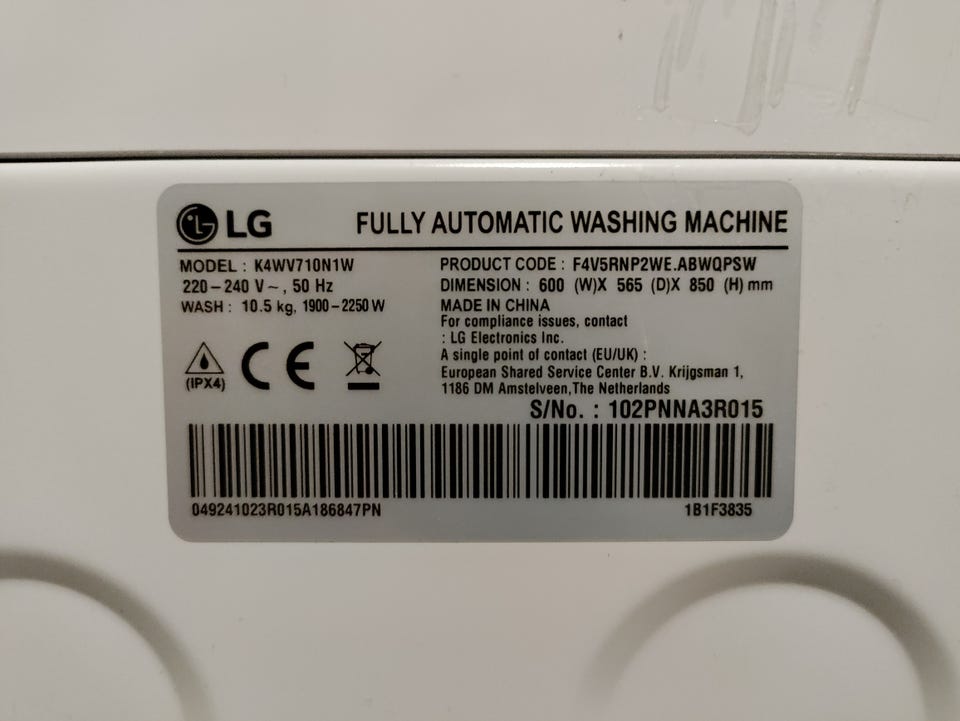 LG FULLY AUTOMATIC WASHING MACHINE
MODEL : K4WV710N1W
220-240 V~, 50 Hz
WASH : 10.5 kg, 1900-2250 W
(IPX4)
CE
PRODUCT CODE : F4V5RNP2WE.ABWQPSW
DIMENSION : 600 (W)X 565 (D)X 850 (H) mm
MADE IN CHINA
For compliance issues, contact
: LG Electronics Inc.
A single point of contact (EU/UK) :
European Shared Service Center B.V. Krijgsman 1,
1186 DM Amstelveen,The Netherlands
S/No. : 102PNNA3R015
049241023R015A186847PN 1B1F3835